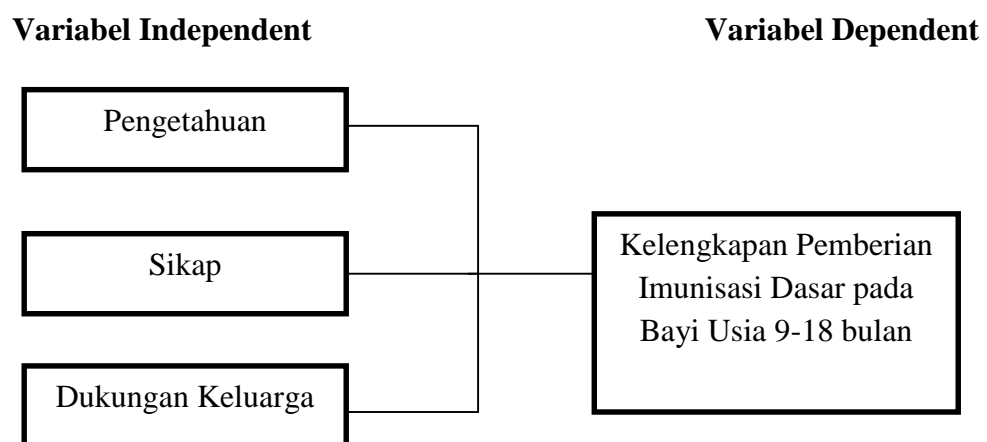 Variabel Independent
Variabel Dependent
Pengetahuan
Sikap
Dukungan Keluarga
Kelengkapan Pemberian
Imunisasi Dasar pada
Bayi Usia 9-18 bulan